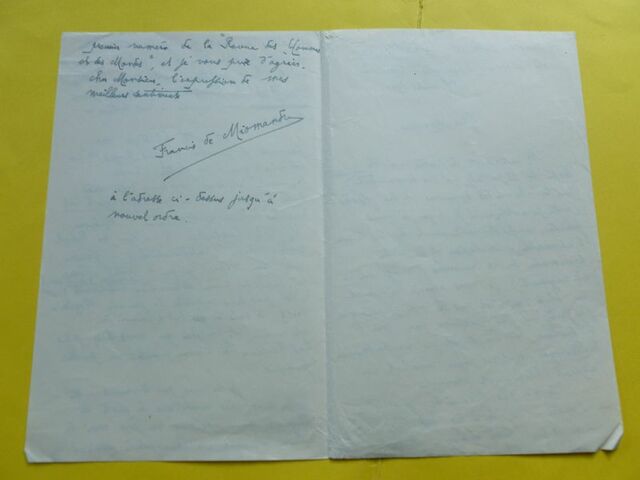 premier numéro de la "Revue des Hommes
et des Mondes", et je vous prie d'agréer,
cher Monsieur, l'expression de mes
meilleurs sentiments
Francis de Miomandre
à l'adresse ci-dessus jusqu'à
nouvel ordre.